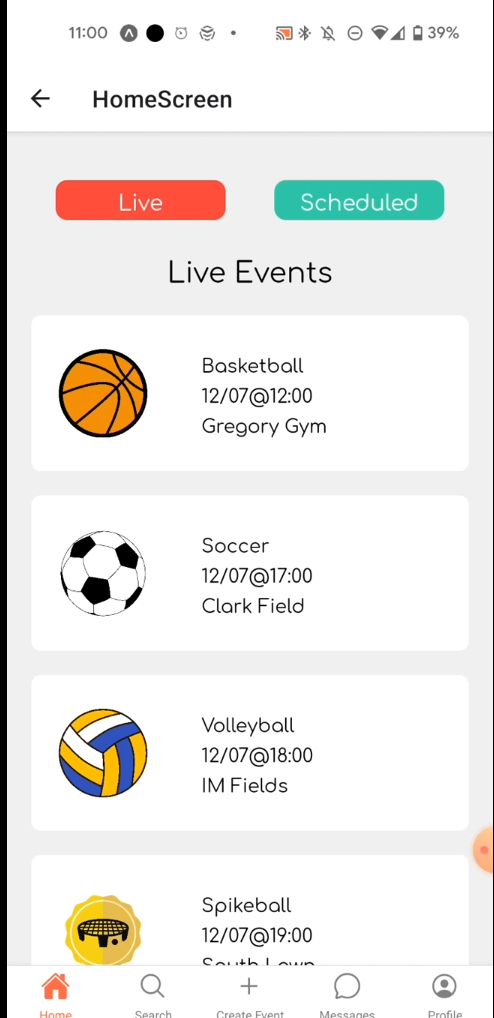 11:00
39%
HomeScreen
Live
Scheduled
Live Events
Basketball
12/07@12:00
Gregory Gym
Soccer
12/07@17:00
Clark Field
Volleyball
12/07@18:00
IM Fields
Spikeball
12/07@19:00
South Lawn
Home
Search
Create Event
Messages
Profile